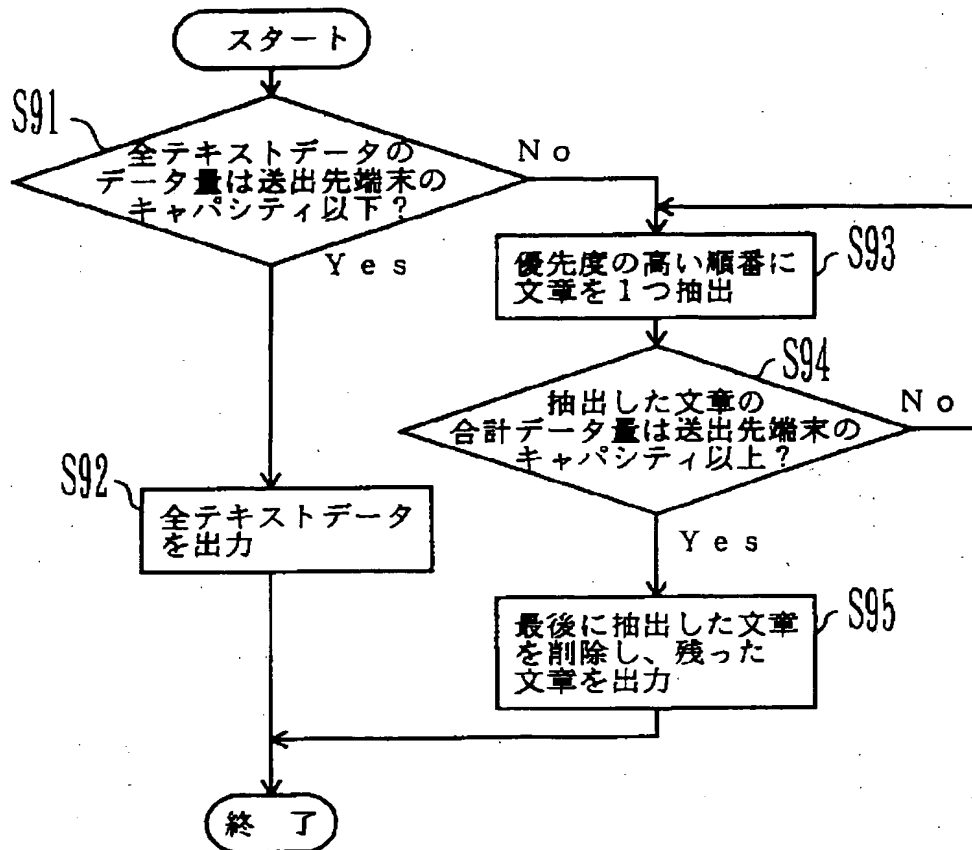 スタート
S91
全テキストデータの
データ量は送出先端末の
キャパシティ以下？
No
Yes
優先度の高い順番に
文章を1つ抽出
S93
S94
抽出した文章の
合計データ量は送出先端末の
キャパシティ以上？
No
Yes
S92
全テキストデータ
を出力
最後に抽出した文章
を削除し、残った
文章を出力
S95
終　了